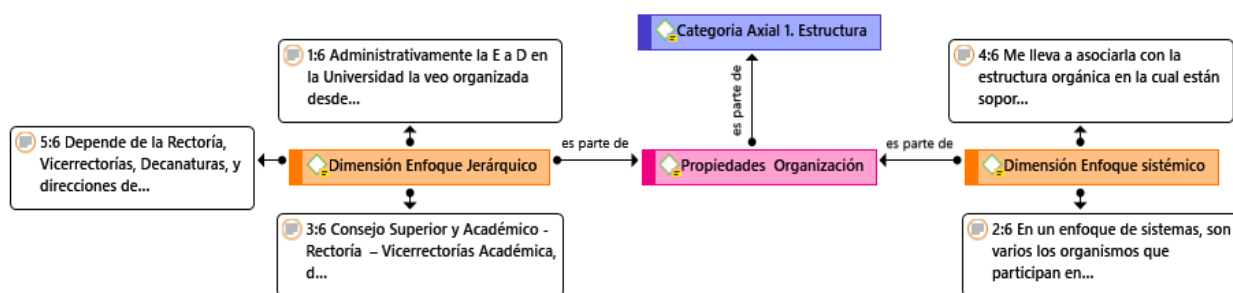 Categoria Axial 1. Estructura
1:6 Administrativamente la E a D en
la Universidad la veo organizada
desde...
4:6 Me lleva a asociarla con la
estructura orgánica en la cual están
sopor...
es parte de
5:6 Depende de la Rectoría,
Vicerrectorías, Decanaturas, y
direcciones de...
Dimensión Enfoque Jerárquico
es parte de
Propiedades Organización
es parte de
Dimensión Enfoque sistémico
3:6 Consejo Superior y Académico -
Rectoría – Vicerrectorías Académica,
d...
2:6 En un enfoque de sistemas, son
varios los organismos que
participan en...